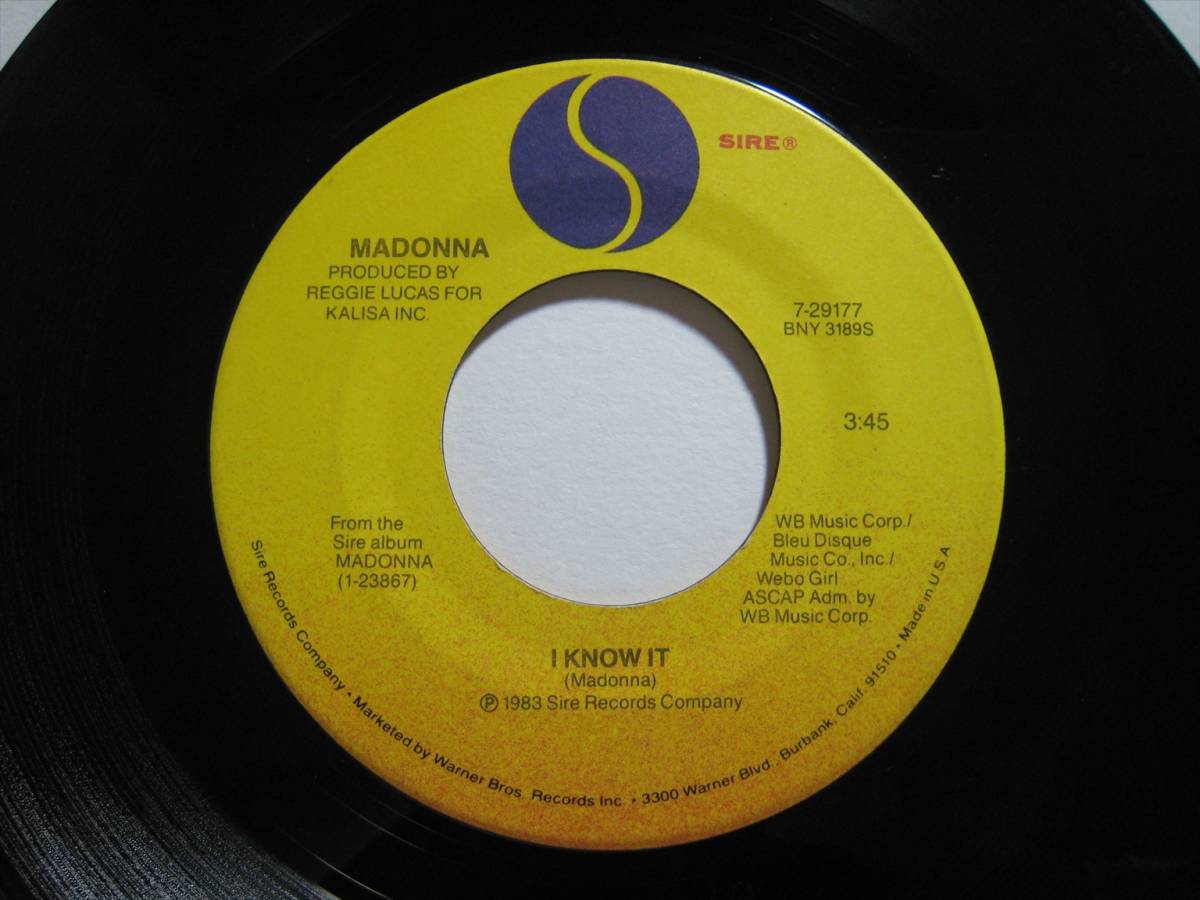 SIRE®
MADONNA
PRODUCED BY
REGGIE LUCAS FOR
KALISA INC.
7-29177
BNY 3189S
3:45
From the
Sire album
MADONNA
(1-23867)
WB Music Corp./
Bleu Disque
Music Co., Inc./
Webo Girl
ASCAP Adm. by
WB Music Corp.
I KNOW IT
(Madonna)
℗ 1983 Sire Records Company
Sire Records Company • Marketed by Warner Bros. Records Inc. • 3300 Warner Blvd., Burbank, Calif. 91510 • Made in U.S.A